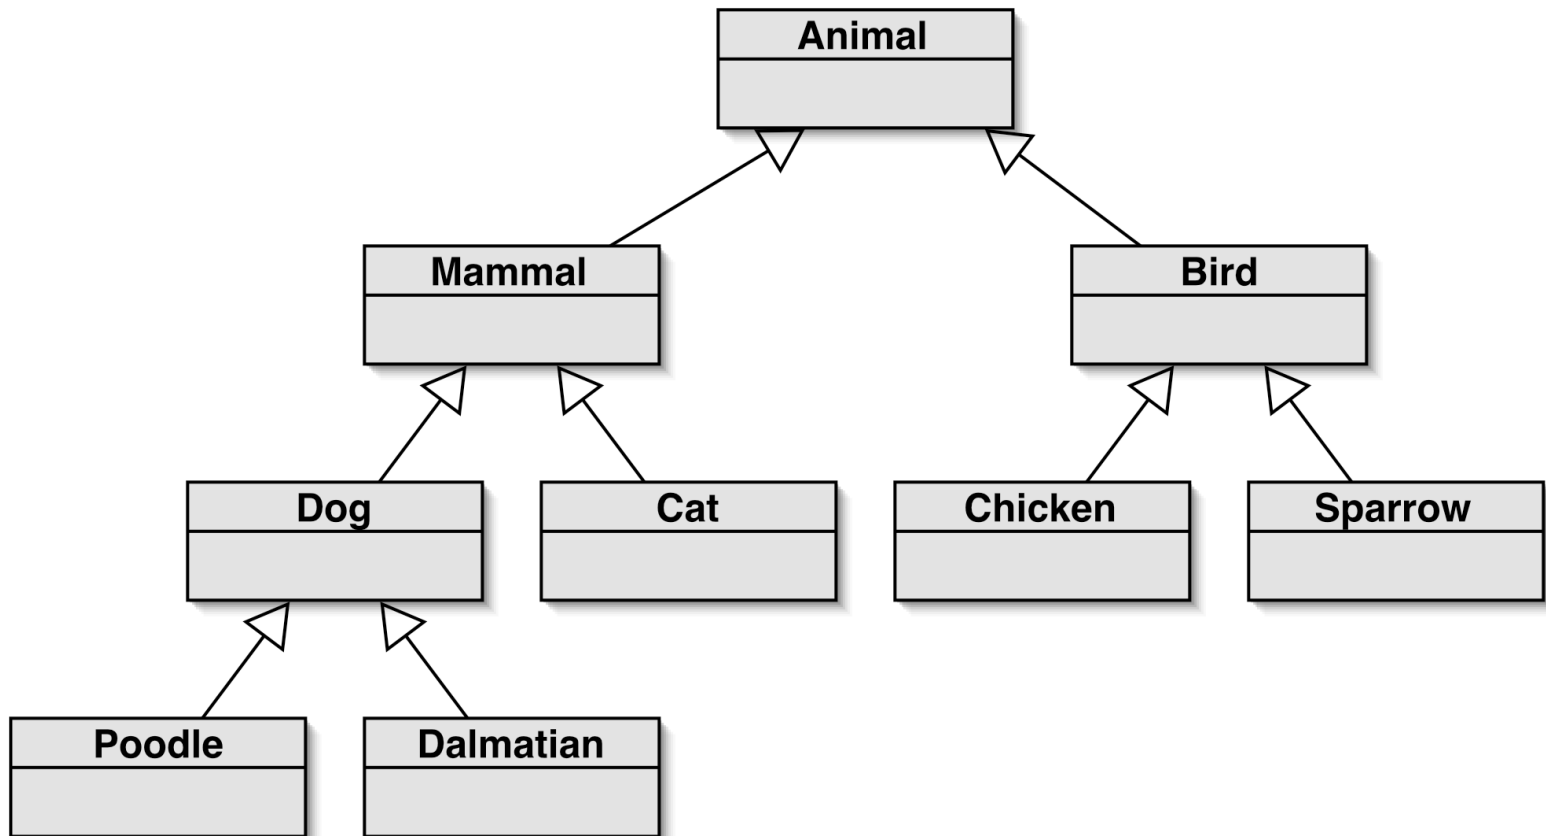 Animal
Mammal
Bird
Dog
Cat
Chicken
Sparrow
Poodle
Dalmatian